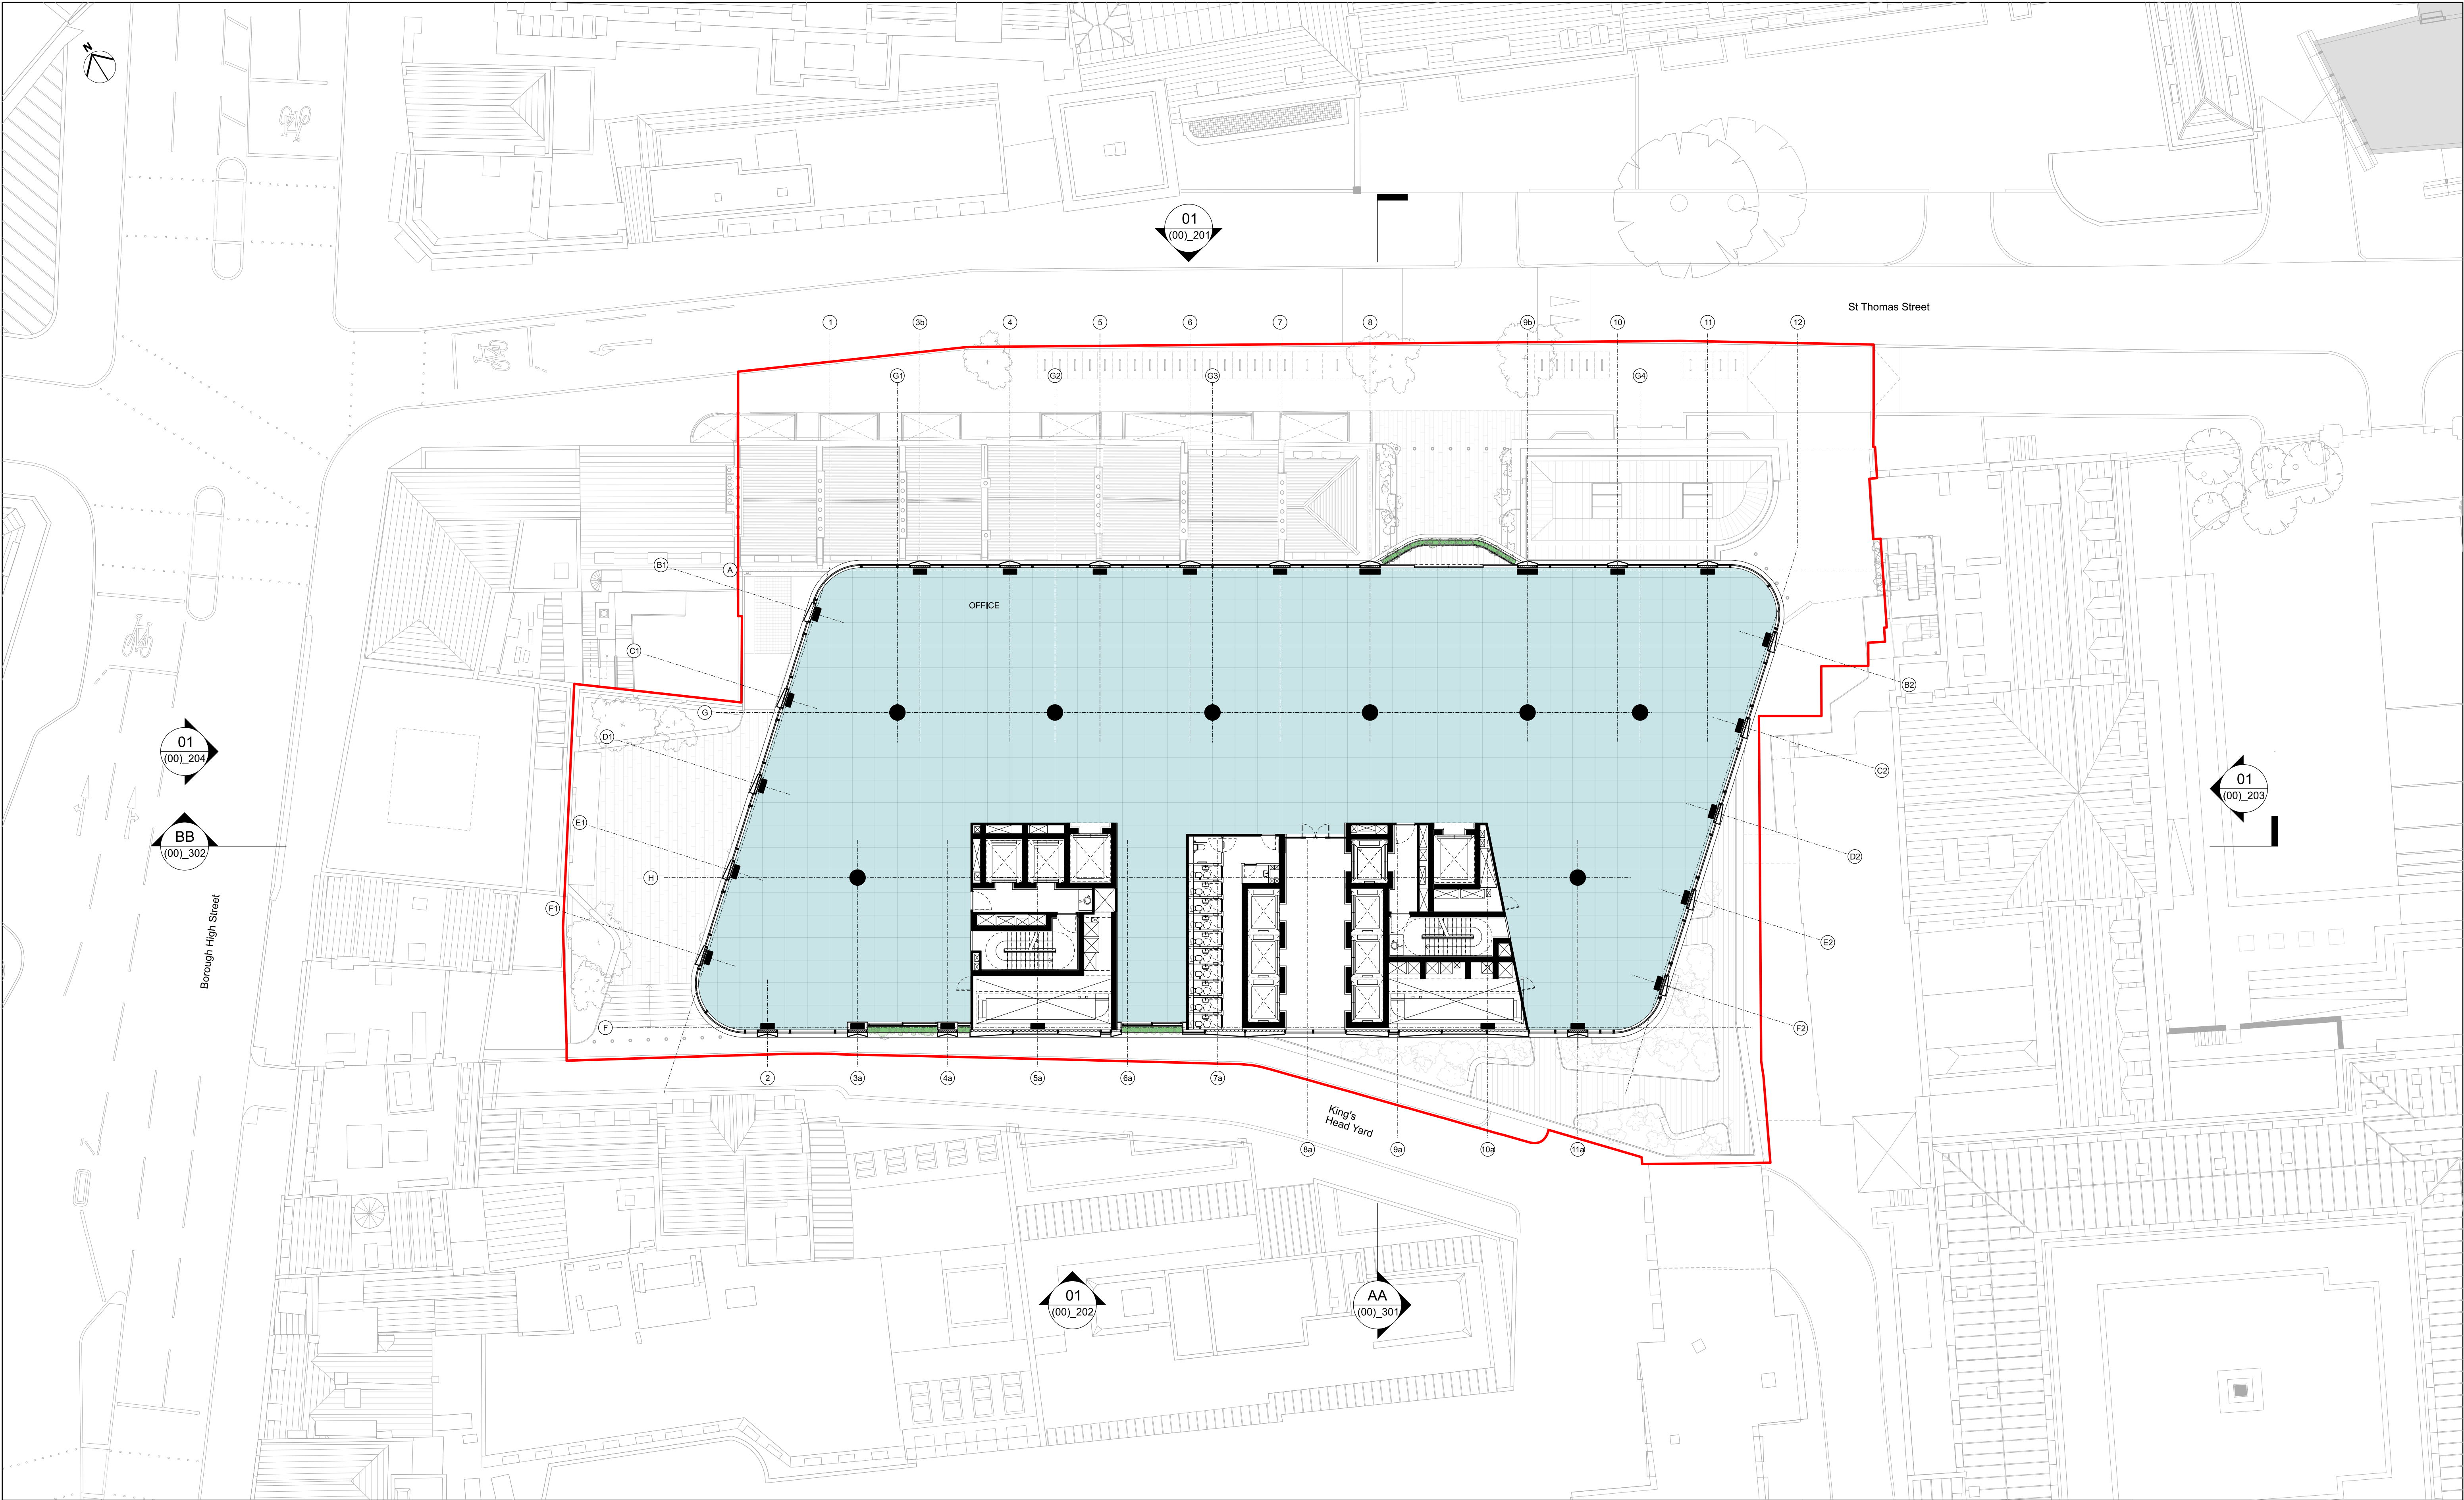 N
01
(00)_201
St Thomas Street
1
3b
4
5
6
7
8
9b
10
11
12
G1
G2
G3
G4
B1
A
OFFICE
C1
B2
G
D1
C2
01
(00)_204
01
(00)_203
E1
BB
(00)_302
D2
H
F1
Borough High Street
E2
F
F2
2
3a
4a
5a
6a
7a
King's
Head Yard
8a
9a
10a
11a
01
(00)_202
AA
(00)_301